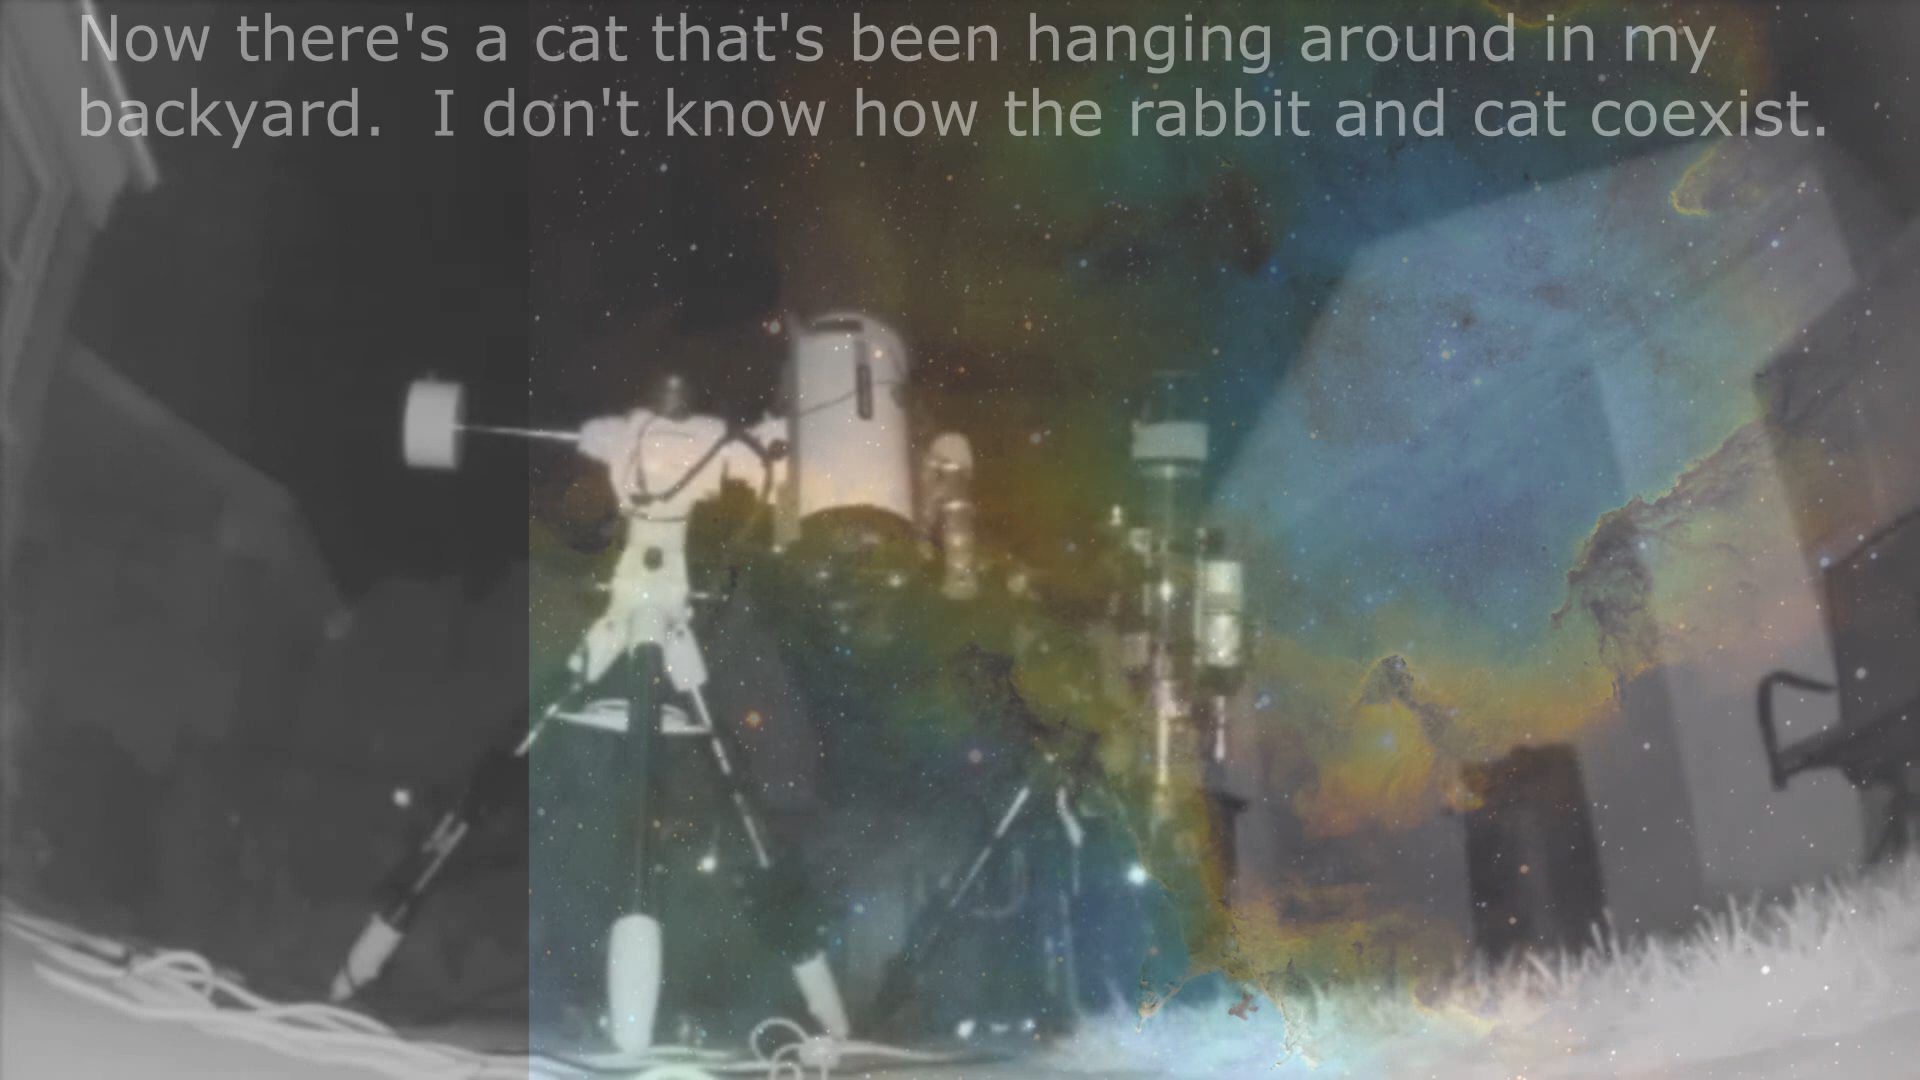 Now there's a cat that's been hanging around in my
backyard.  I don't know how the rabbit and cat coexist.